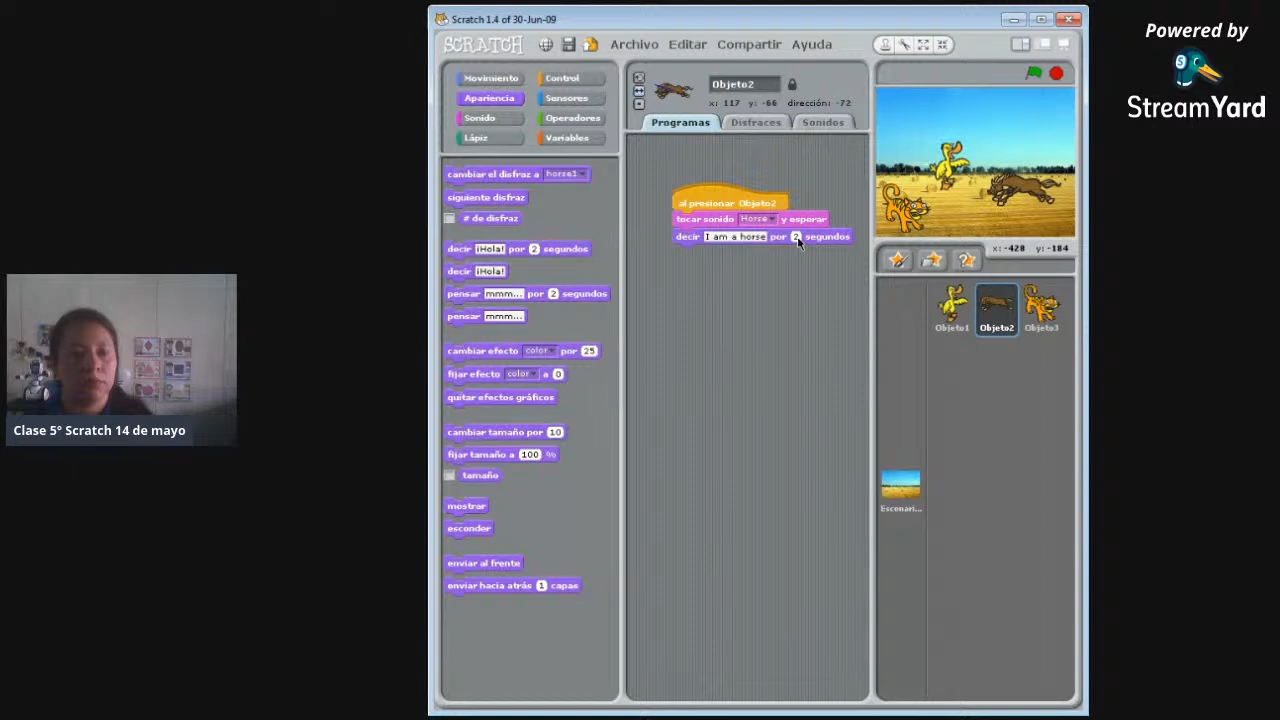 Scratch 1.4 of 30-Jun-09
SCRATCH
Archivo Editar Compartir Ayuda
Powered by
StreamYard
Movimiento Control
Apariencia Sensores
Sonido Operadores
Lápiz Variables
Objeto2
x: 117 y: -66 dirección: -72
Programas Disfraces Sonidos
cambiar el disfraz a horse1
siguiente disfraz
# de disfraz
decir ¡Hola! por 2 segundos
decir ¡Hola!
pensar mmm... por 2 segundos
pensar mmm...
cambiar efecto color por 25
fijar efecto color a 0
quitar efectos gráficos
cambiar tamaño por 10
fijar tamaño a 100 %
tamaño
mostrar
esconder
enviar al frente
enviar hacia atrás 1 capas
al presionar Objeto2
tocar sonido Horse y esperar
decir I am a horse por 2 segundos
x: -428 y: -184
Objeto1 Objeto2 Objeto3
Escenari...
Clase 5° Scratch 14 de mayo